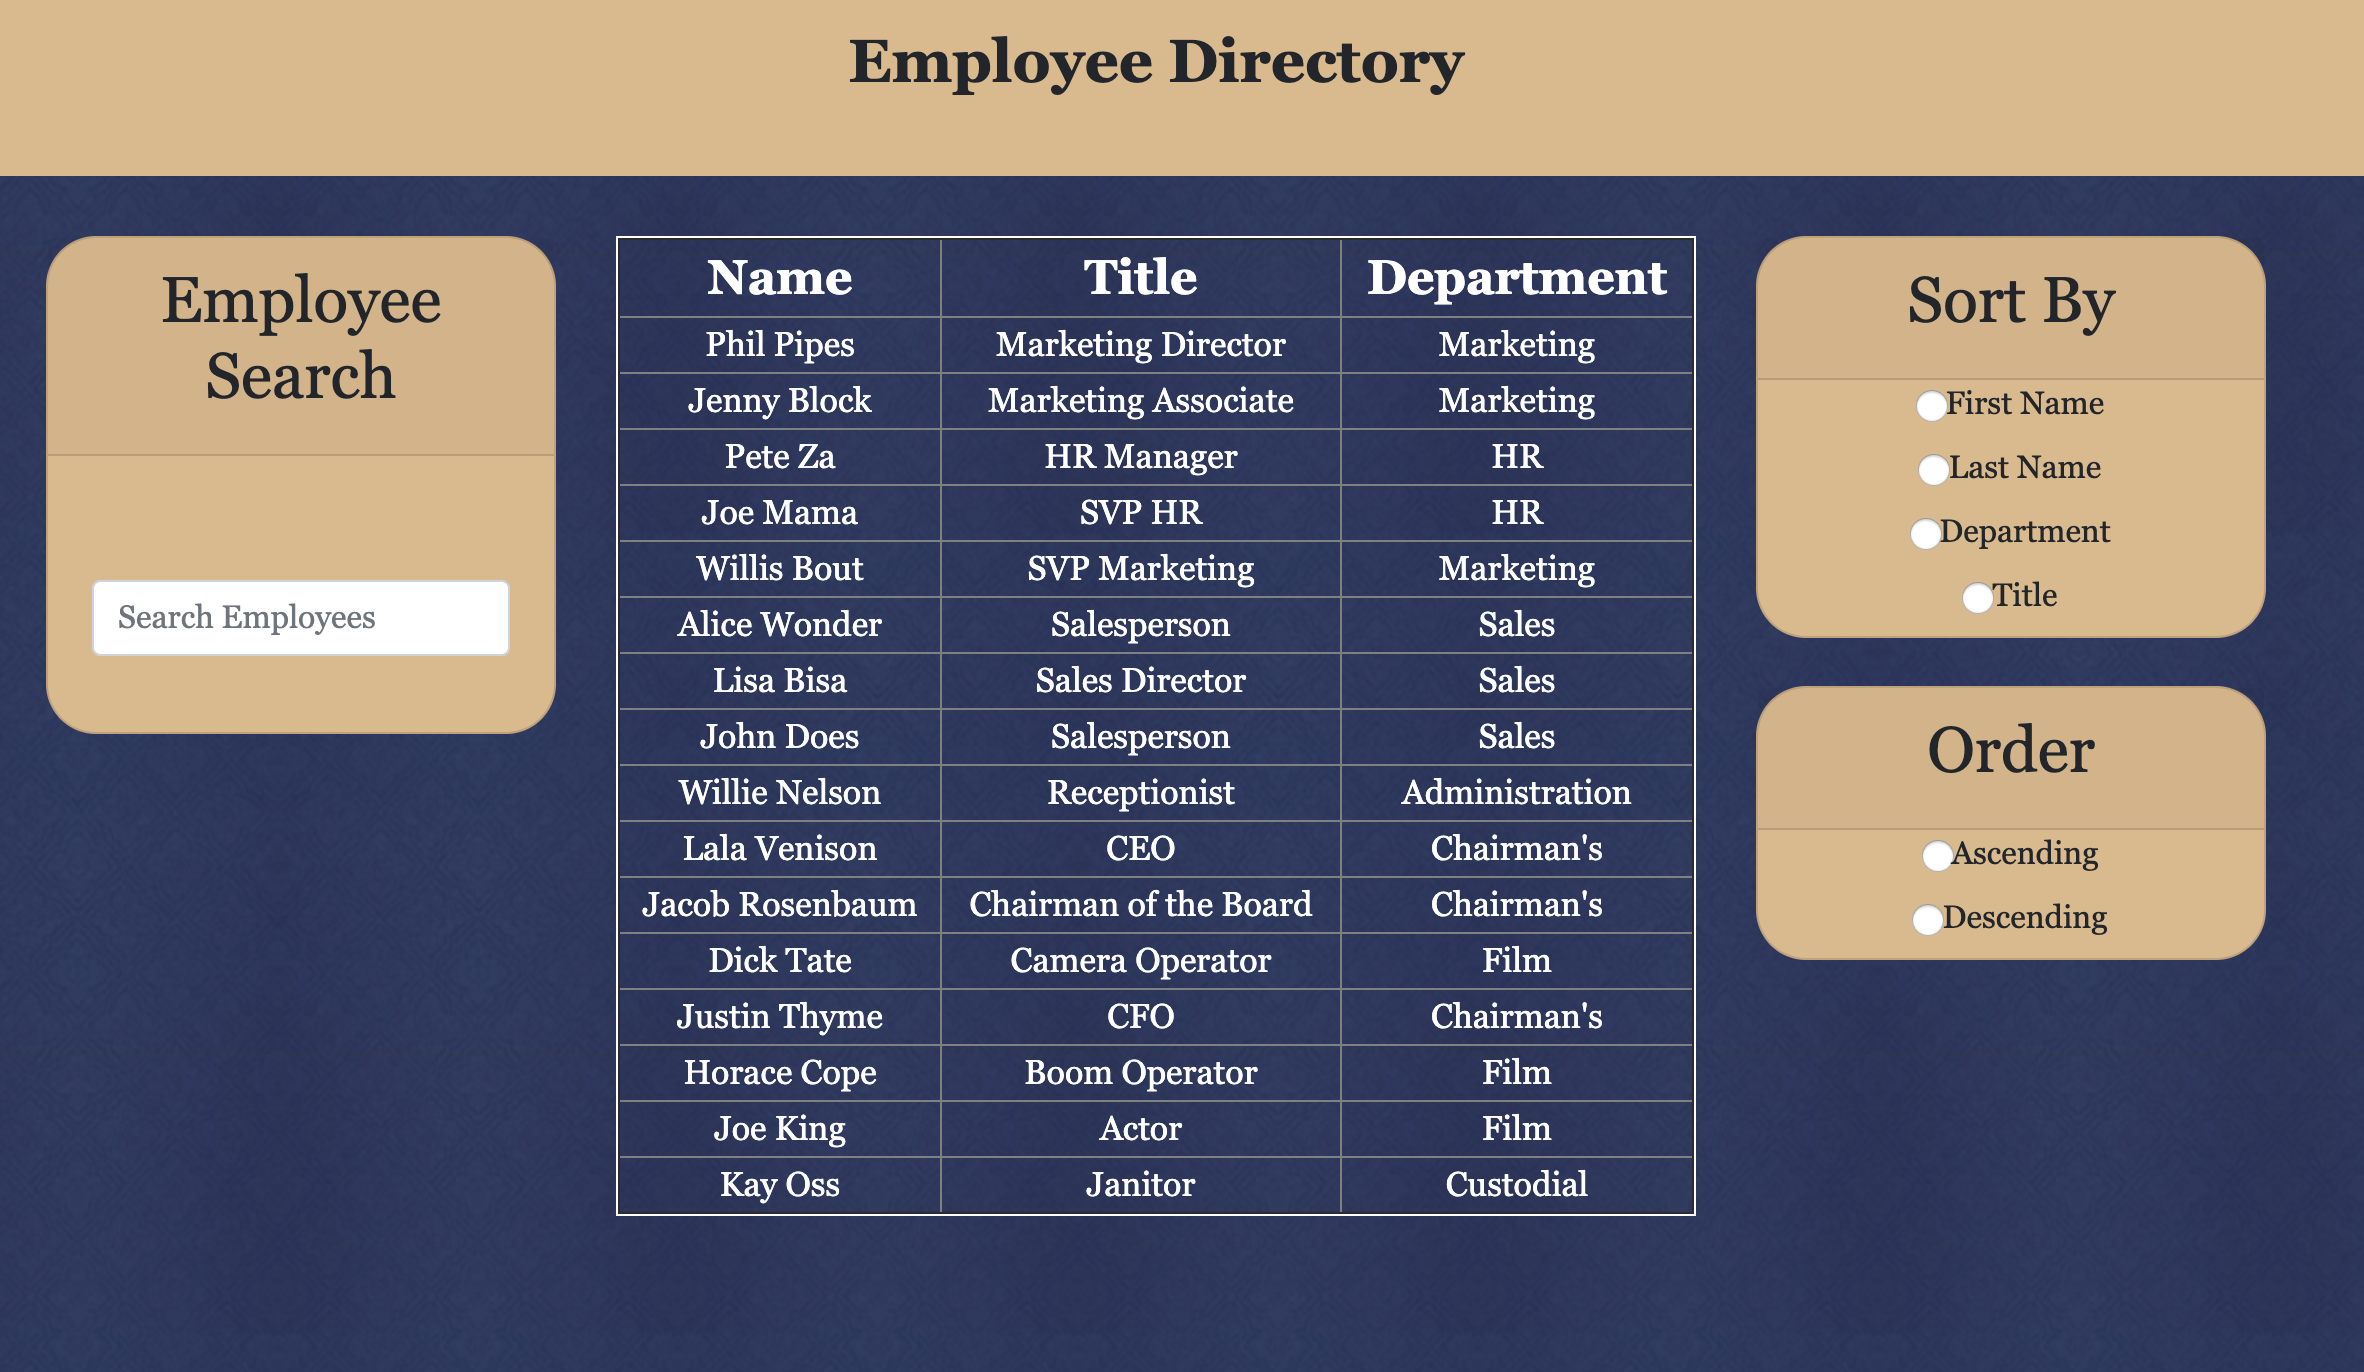 Employee Directory
Employee
Search
Search Employees
Name Title Department
Phil Pipes Marketing Director Marketing
Jenny Block Marketing Associate Marketing
Pete Za HR Manager HR
Joe Mama SVP HR HR
Willis Bout SVP Marketing Marketing
Alice Wonder Salesperson Sales
Lisa Bisa Sales Director Sales
John Does Salesperson Sales
Willie Nelson Receptionist Administration
Lala Venison CEO Chairman's
Jacob Rosenbaum Chairman of the Board Chairman's
Dick Tate Camera Operator Film
Justin Thyme CFO Chairman's
Horace Cope Boom Operator Film
Joe King Actor Film
Kay Oss Janitor Custodial
Sort By
First Name
Last Name
Department
Title
Order
Ascending
Descending